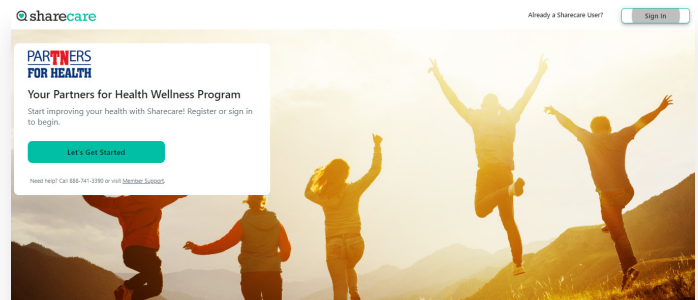 sharecare
Already a Sharecare User?
Sign In
PARTNERS
FOR HEALTH
Your Partners for Health Wellness Program
Start improving your health with Sharecare! Register or sign in
to begin.
Let's Get Started
Need help? Call 888-741-3390 or visit Member Support.